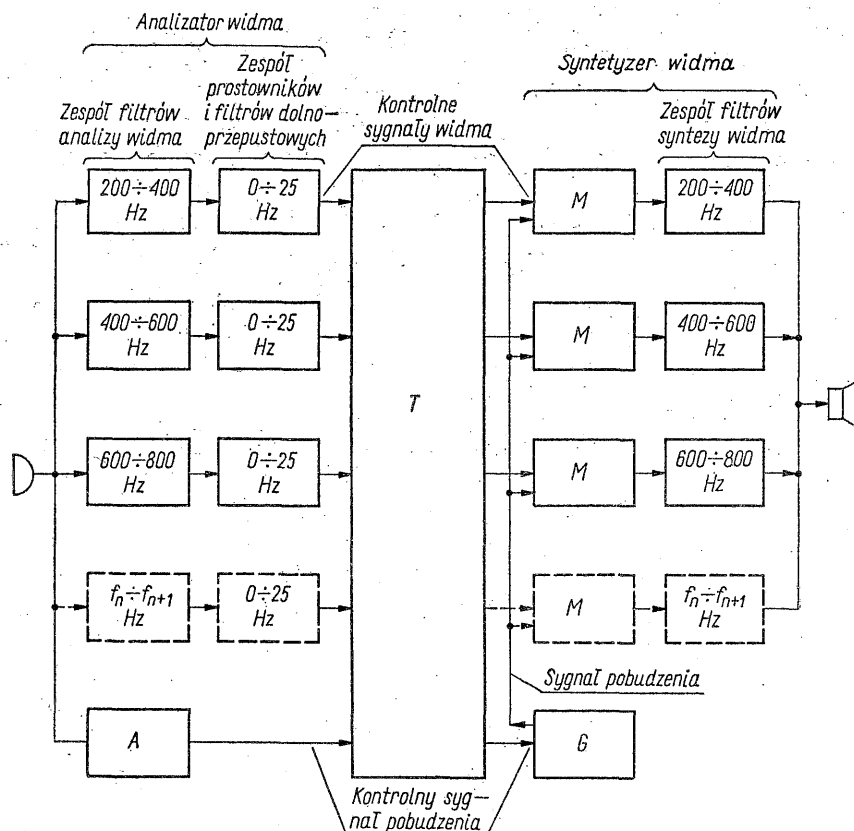 Analizator widma
Zespół
prostowników
i filtrów dolno—
przepustowych
Zespół filtrów
analizy widma
Kontrolne
sygnały widma
Syntetyzer widma
Zespół filtrów
syntezy widma
200÷400
Hz
0÷25
Hz
M
200÷400
Hz
400÷600
Hz
0÷25
Hz
M
400÷600
Hz
T
600÷800
Hz
0÷25
Hz
M
600÷800
Hz
fn÷fn+1
Hz
0÷25
Hz
M
fn÷fn+1
Hz
Sygnał pobudzenia
A
G
Kontrolny syg—
nał pobudzenia